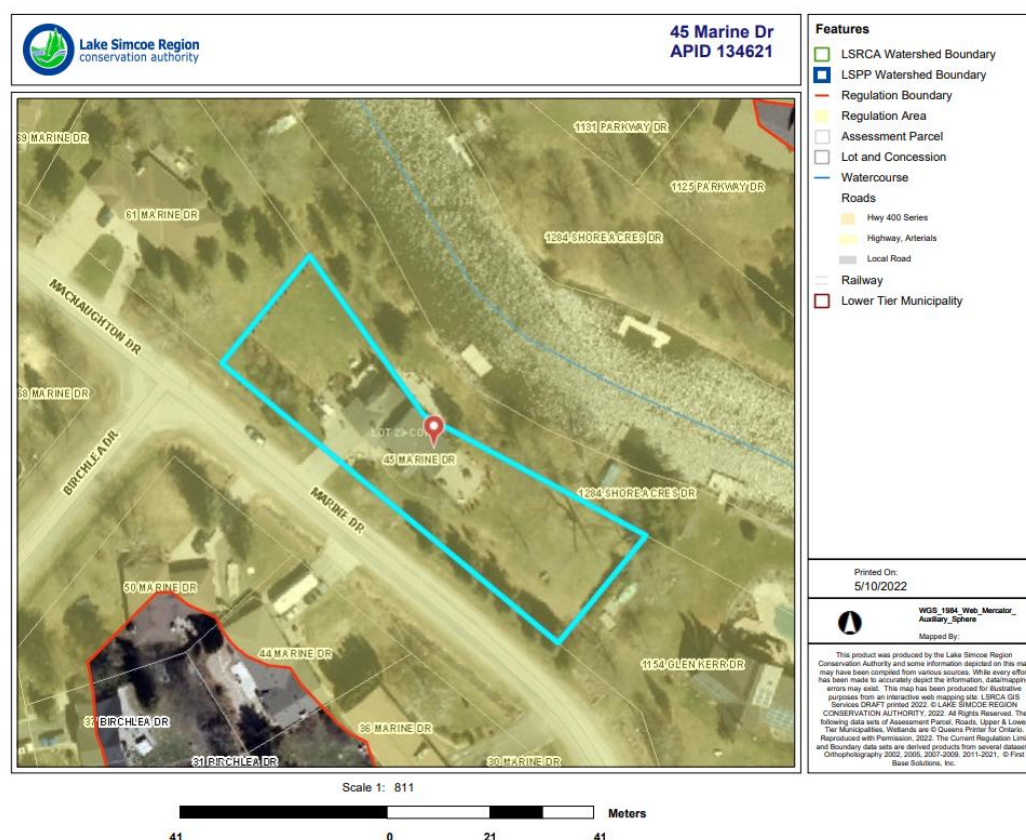 Lake Simcoe Region
conservation authority
45 Marine Dr
APID 134621
Features
LSRCA Watershed Boundary
LSPP Watershed Boundary
Regulation Boundary
Regulation Area
Assessment Parcel
Lot and Concession
Watercourse
Roads
Hwy 400 Series
Highway, Arterials
Local Road
Railway
Lower Tier Municipality
69 MARINE DR
1131 PARKWAY DR
1125 PARKWAY DR
61 MARINE DR
1284 SHORE ACRES DR
MACNAUGHTON DR
68 MARINE DR
BIRCHLEA DR
LOT 23-CO
45 MARINE DR
1284 SHORE ACRES DR
MARINE DR
50 MARINE DR
44 MARINE DR
1154 GLEN KERR DR
37 BIRCHLEA DR
36 MARINE DR
31 BIRCHLEA DR
30 MARINE DR
Printed On:
5/10/2022
WGS_1984_Web_Mercator_
Auxiliary_Sphere
Mapped By:
This product was produced by the Lake Simcoe Region
Conservation Authority and some information depicted on this map
may have been compiled from various sources. While every effor
has been made to accurately depict the information, data/mapping
errors may exist. This map has been produced for illustrative
purposes from an interactive web mapping site. LSRCA GIS
Services DRAFT printed 2022. © LAKE SIMCOE REGION
CONSERVATION AUTHORITY, 2022. All Rights Reserved. The
following data sets of Assessment Parcel, Roads, Upper & Lowe
Tier Municipalities, Wetlands are © Queens Printer for Ontario.
Reproduced with Permission, 2022. The Current Regulation Limi
and Boundary data sets are derived products from several dataset
Orthophotography 2002, 2005, 2007-2009, 2011-2021, © First
Base Solutions, Inc.
Scale 1: 811
Meters
41 0 21 41